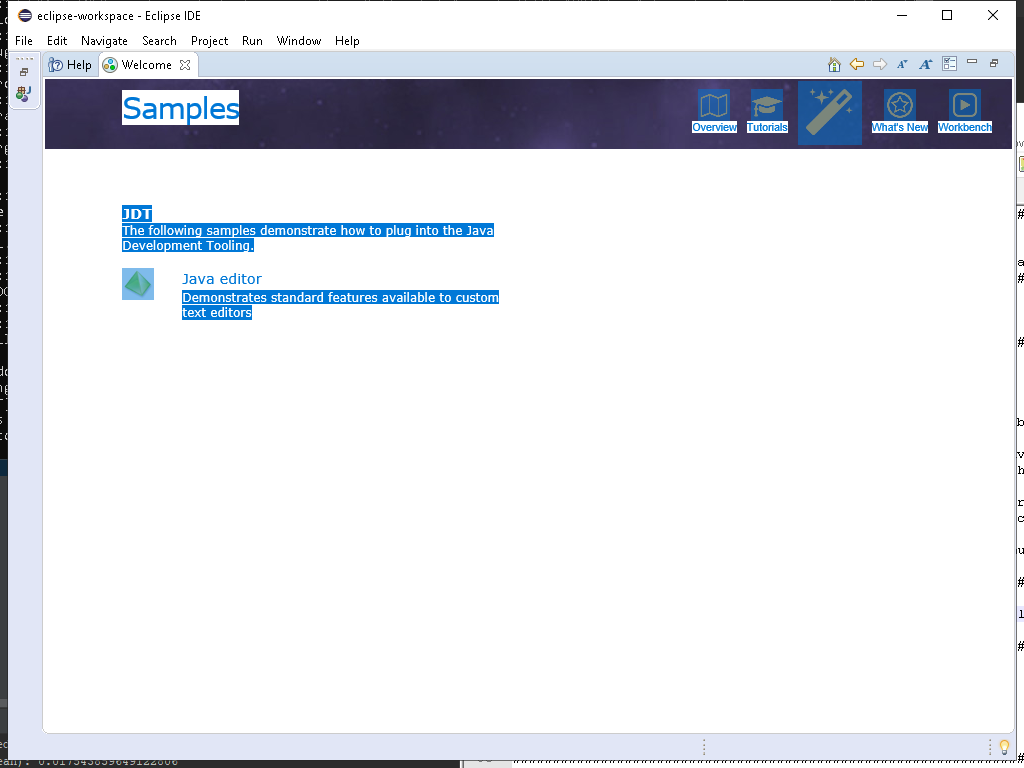 eclipse-workspace - Eclipse IDE
File Edit Navigate Search Project Run Window Help
Help Welcome
Samples
Overview Tutorials What's New Workbench
JDT
The following samples demonstrate how to plug into the Java
Development Tooling.
Java editor
Demonstrates standard features available to custom
text editors